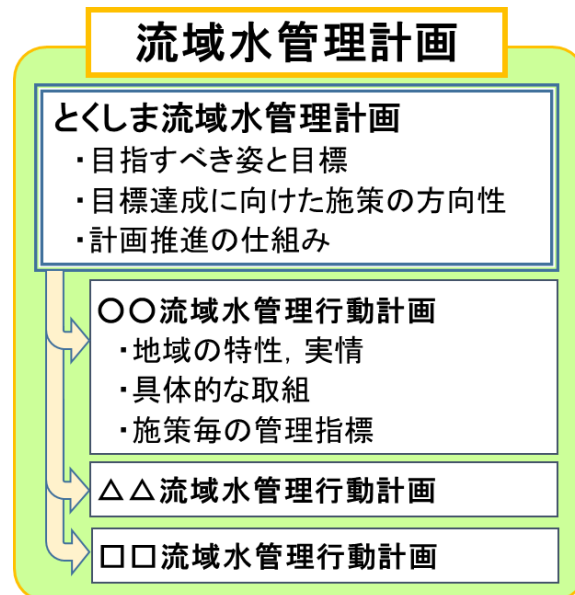 流域水管理計画
とくしま流域水管理計画
・目指すべき姿と目標
・目標達成に向けた施策の方向性
・計画推進の仕組み
〇〇流域水管理行動計画
・地域の特性，実情
・具体的な取組
・施策毎の管理指標
△△流域水管理行動計画
□□流域水管理行動計画